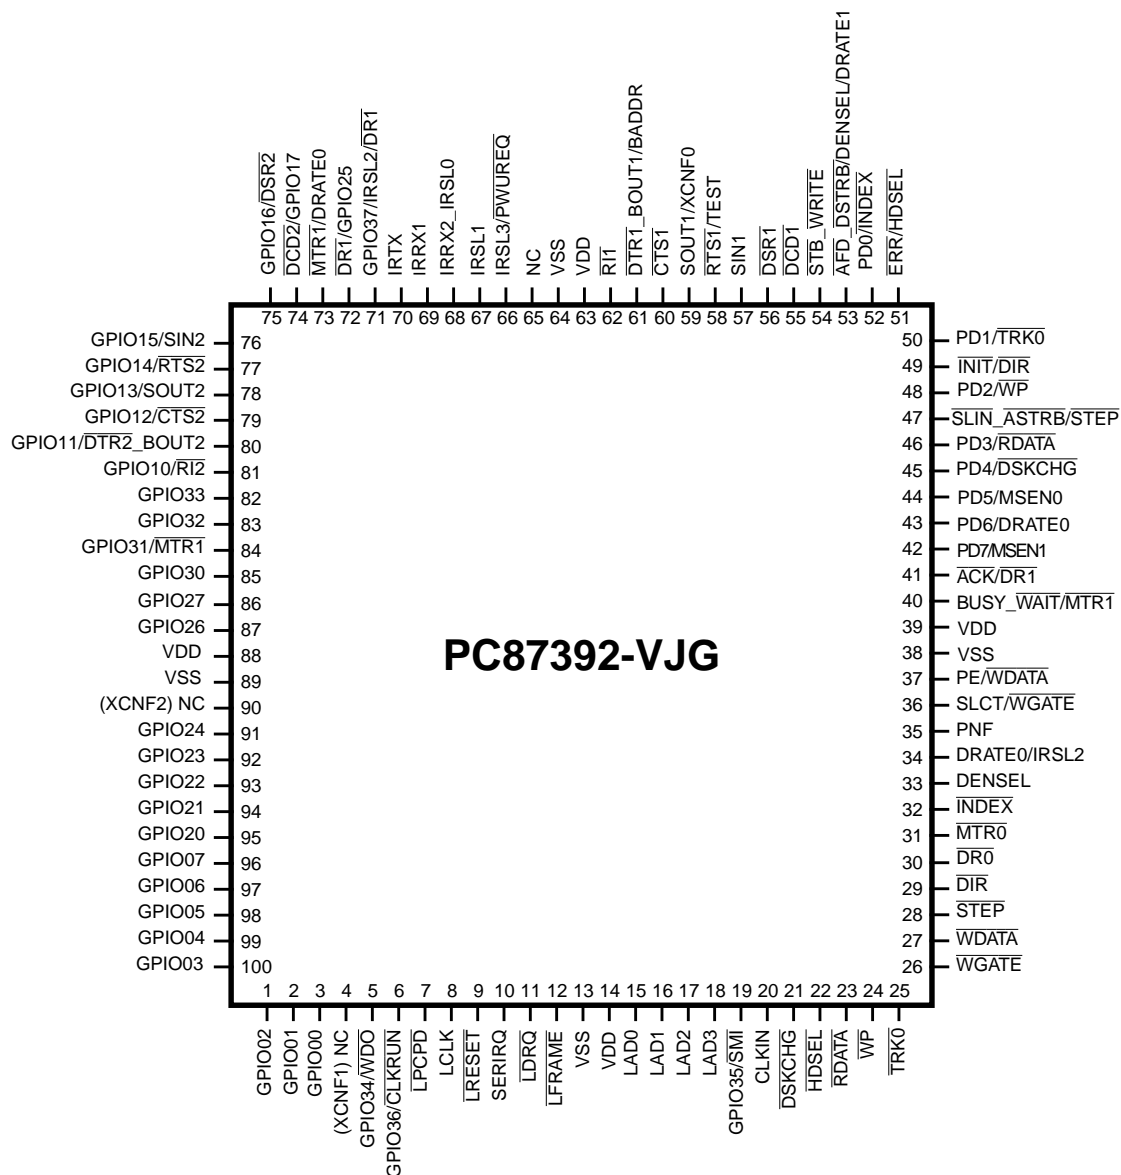 GPIO16/DSR2
DCD2/GPIO17
MTR1/DRATE0
DR1/GPIO25
GPIO37/IRSL2/DR1
IRTX
IRRX1
IRRX2_IRSL0
IRSL1
IRSL3/PWUREQ
NC
VSS
VDD
RI1
DTR1_BOUT1/BADDR
CTS1
SOUT1/XCNF0
RTS1/TEST
SIN1
DSR1
DCD1
STB_WRITE
AFD_DSTRB/DENSEL/DRATE1
PD0/INDEX
ERR/HDSEL
75 74 73 72 71 70 69 68 67 66 65 64 63 62 61 60 59 58 57 56 55 54 53 52 51
GPIO15/SIN2 76
GPIO14/RTS2 77
GPIO13/SOUT2 78
GPIO12/CTS2 79
GPIO11/DTR2_BOUT2 80
GPIO10/RI2 81
GPIO33 82
GPIO32 83
GPIO31/MTR1 84
GPIO30 85
GPIO27 86
GPIO26 87
VDD 88
VSS 89
(XCNF2) NC 90
GPIO24 91
GPIO23 92
GPIO22 93
GPIO21 94
GPIO20 95
GPIO07 96
GPIO06 97
GPIO05 98
GPIO04 99
GPIO03 100
PC87392-VJG
50 PD1/TRK0
49 INIT/DIR
48 PD2/WP
47 SLIN_ASTRB/STEP
46 PD3/RDATA
45 PD4/DSKCHG
44 PD5/MSEN0
43 PD6/DRATE0
42 PD7/MSEN1
41 ACK/DR1
40 BUSY_WAIT/MTR1
39 VDD
38 VSS
37 PE/WDATA
36 SLCT/WGATE
35 PNF
34 DRATE0/IRSL2
33 DENSEL
32 INDEX
31 MTR0
30 DR0
29 DIR
28 STEP
27 WDATA
26 WGATE
1 2 3 4 5 6 7 8 9 10 11 12 13 14 15 16 17 18 19 20 21 22 23 24 25
GPIO02
GPIO01
GPIO00
(XCNF1) NC
GPIO34/WDO
GPIO36/CLKRUN
LPCPD
LCLK
LRESET
SERIRQ
LDRQ
LFRAME
VSS
VDD
LAD0
LAD1
LAD2
LAD3
GPIO35/SMI
CLKIN
DSKCHG
HDSEL
RDATA
WP
TRK0